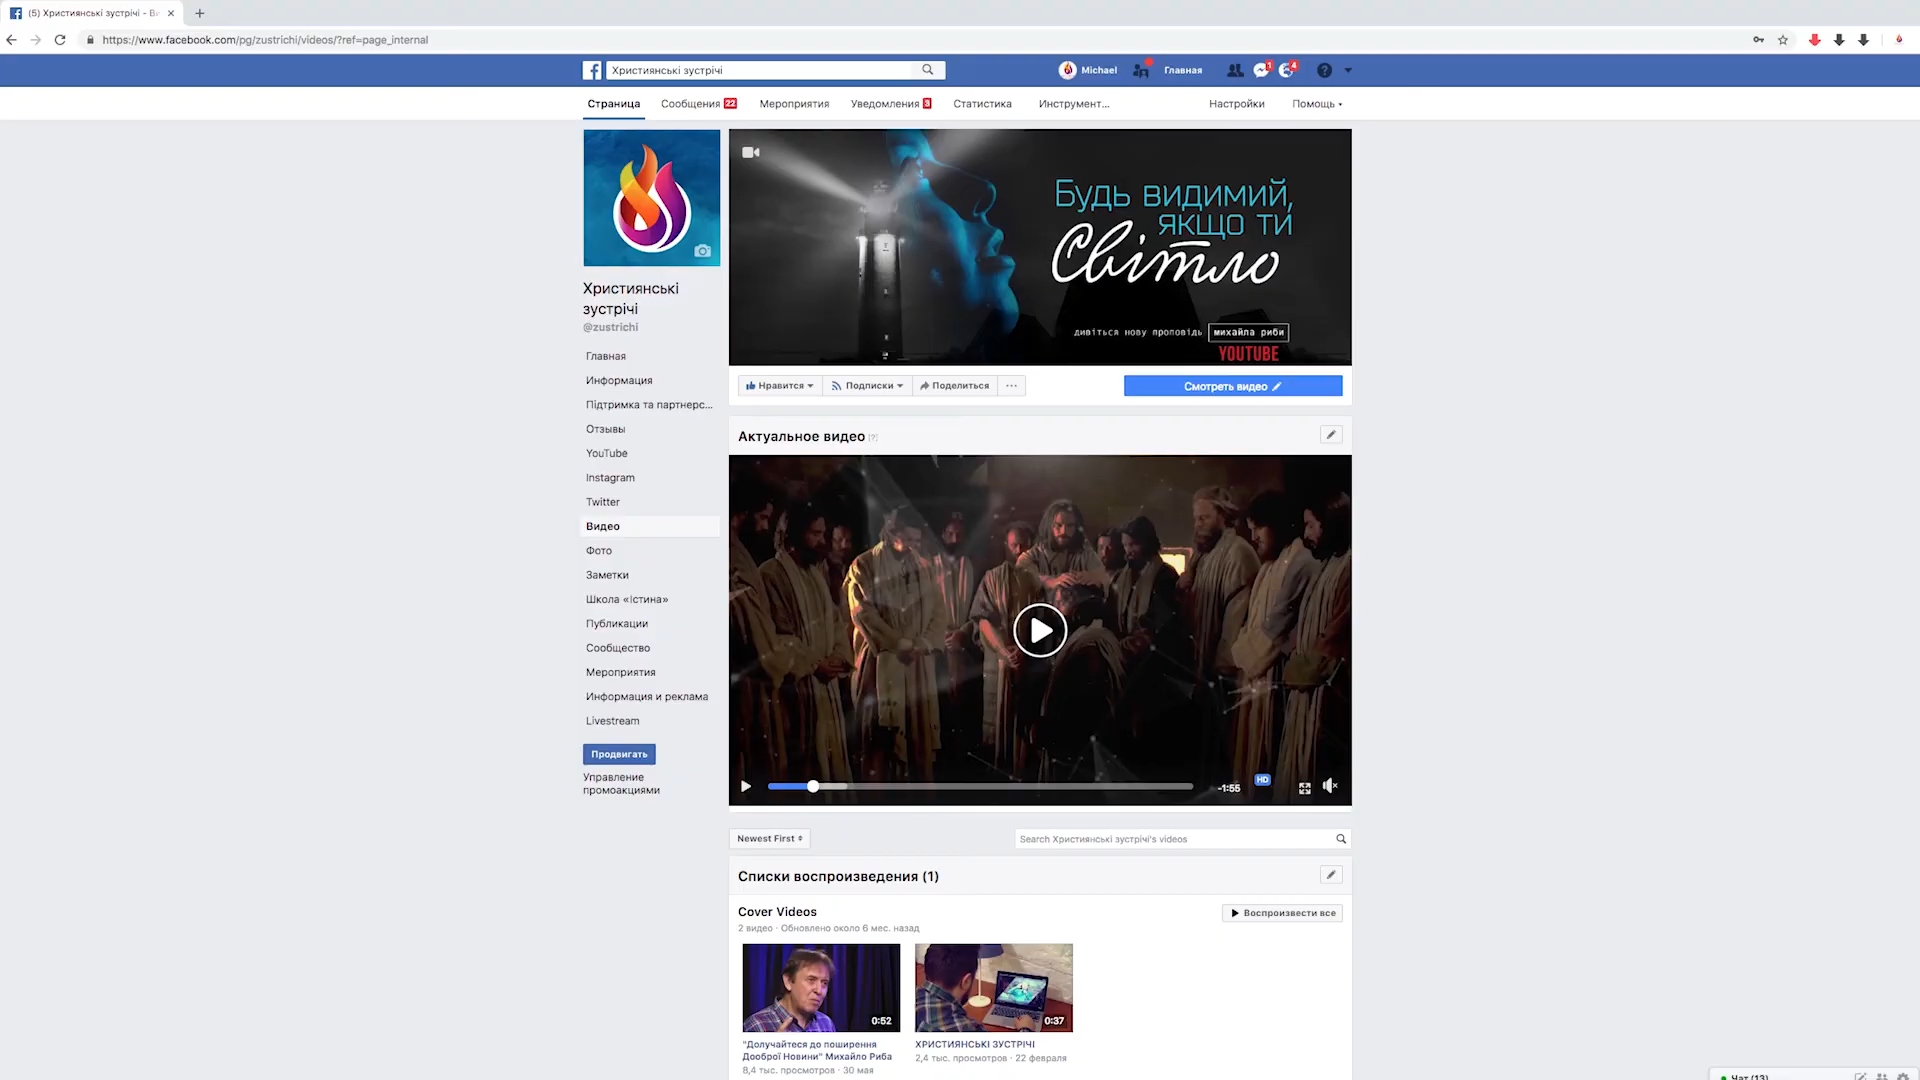 (5) Християнські зустрічі - Ви
https://www.facebook.com/pg/zustrichi/videos/?ref=page_internal
Християнські зустрічі
Michael
Главная
1
4
Страница
Сообщения 22
Мероприятия
Уведомления 3
Статистика
Инструмент...
Настройки
Помощь
Будь видимий,
якщо ти
Світло
дивіться нову проповідь михайла риби
YOUTUBE
Християнські
зустрічі
@zustrichi
Главная
Информация
Підтримка та партнерс...
Отзывы
YouTube
Instagram
Twitter
Видео
Фото
Заметки
Школа «Істина»
Публикации
Сообщество
Мероприятия
Информация и реклама
Livestream
Продвигать
Управление
промоакциями
Нравится
Подписки
Поделиться
...
Смотреть видео
Актуальное видео [?]
-1:55
HD
Newest First
Search Християнські зустрічі's videos
Списки воспроизведения (1)
Cover Videos
2 видео · Обновлено около 6 мес. назад
Воспроизвести все
0:52
0:37
"Долучайтеся до поширення
Дооброї Новини" Михайло Риба
8,4 тыс. просмотров · 30 мая
ХРИСТИЯНСЬКІ ЗУСТРІЧІ
2,4 тыс. просмотров · 22 февраля
Чат (13)